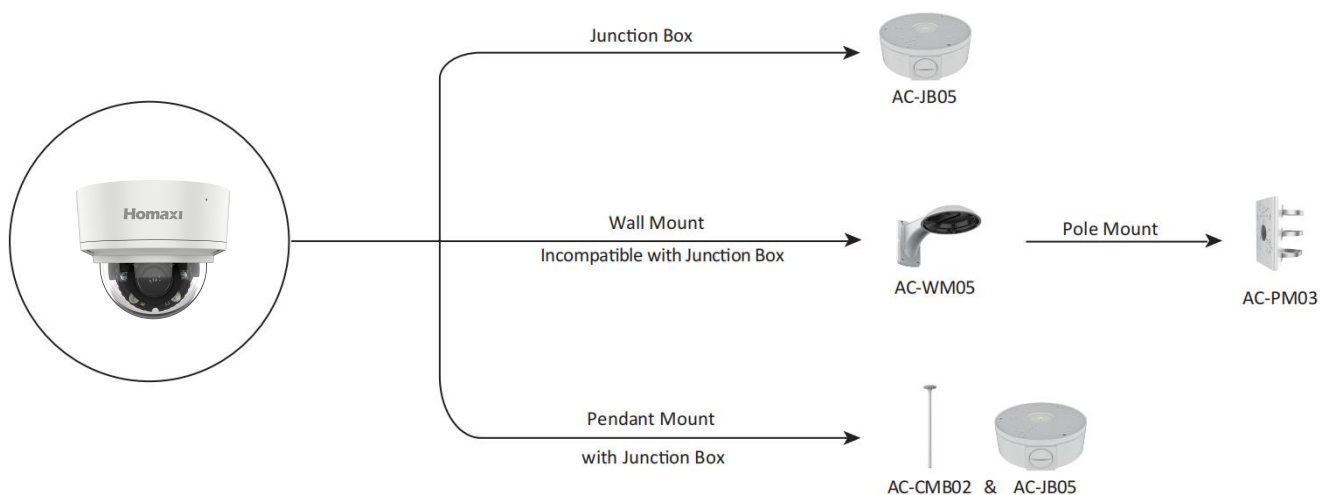 Junction Box
AC-JB05
Homaxi
Wall Mount
Incompatible with Junction Box
AC-WM05
Pole Mount
AC-PM03
Pendant Mount
with Junction Box
AC-CMB02 & AC-JB05